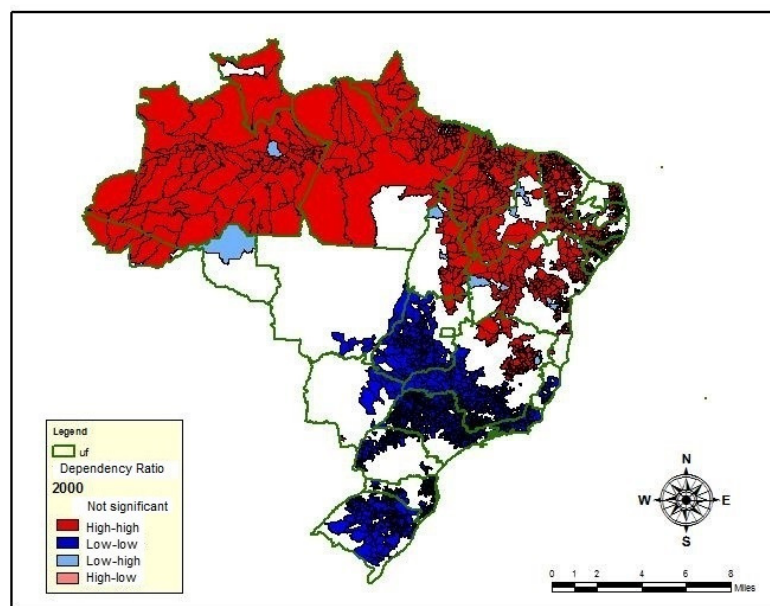 Legend
uf
Dependency Ratio
2000
Not significant
High-high
Low-low
Low-high
High-low
N
W E
S
0 1 2 4 6 8
Miles